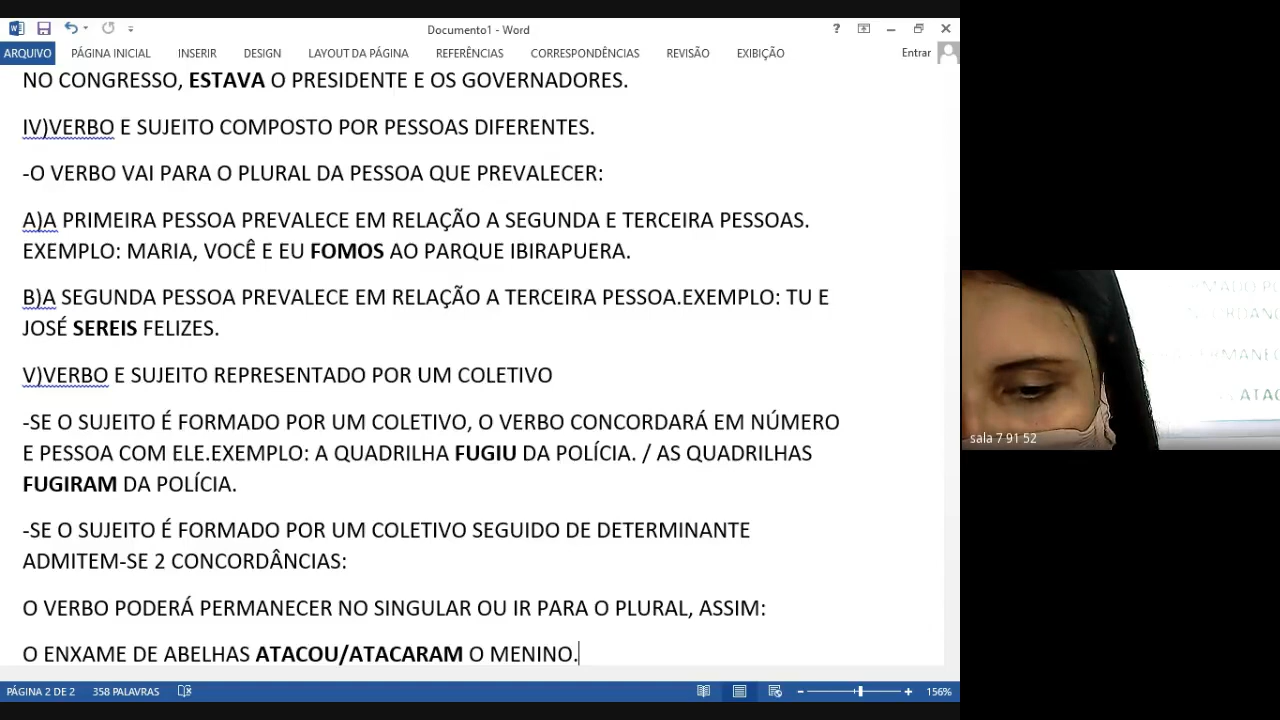 Documento1 - Word
?
ARQUIVO PÁGINA INICIAL INSERIR DESIGN LAYOUT DA PÁGINA REFERÊNCIAS CORRESPONDÊNCIAS REVISÃO EXIBIÇÃO Entrar
NO CONGRESSO, ESTAVA O PRESIDENTE E OS GOVERNADORES.
IV)VERBO E SUJEITO COMPOSTO POR PESSOAS DIFERENTES.
-O VERBO VAI PARA O PLURAL DA PESSOA QUE PREVALECER:
A)A PRIMEIRA PESSOA PREVALECE EM RELAÇÃO A SEGUNDA E TERCEIRA PESSOAS.
EXEMPLO: MARIA, VOCÊ E EU FOMOS AO PARQUE IBIRAPUERA.
B)A SEGUNDA PESSOA PREVALECE EM RELAÇÃO A TERCEIRA PESSOA.EXEMPLO: TU E
JOSÉ SEREIS FELIZES.
V)VERBO E SUJEITO REPRESENTADO POR UM COLETIVO
-SE O SUJEITO É FORMADO POR UM COLETIVO, O VERBO CONCORDARÁ EM NÚMERO
E PESSOA COM ELE.EXEMPLO: A QUADRILHA FUGIU DA POLÍCIA. / AS QUADRILHAS
FUGIRAM DA POLÍCIA.
-SE O SUJEITO É FORMADO POR UM COLETIVO SEGUIDO DE DETERMINANTE
ADMITEM-SE 2 CONCORDÂNCIAS:
O VERBO PODERÁ PERMANECER NO SINGULAR OU IR PARA O PLURAL, ASSIM:
O ENXAME DE ABELHAS ATACOU/ATACARAM O MENINO.
PÁGINA 2 DE 2 358 PALAVRAS 156%
sala 7 91 52